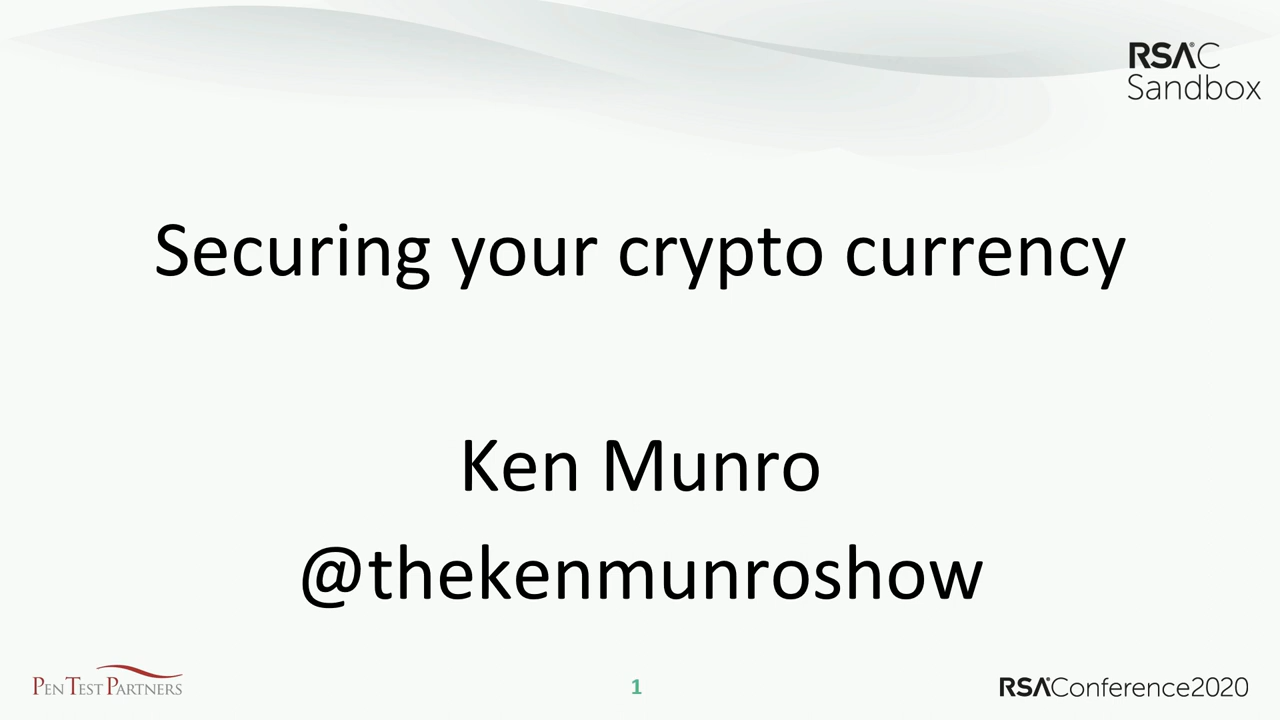 RSAC
Sandbox
Securing your crypto currency
Ken Munro
@thekenmunroshow
PEN TEST PARTNERS
1
RSAConference2020